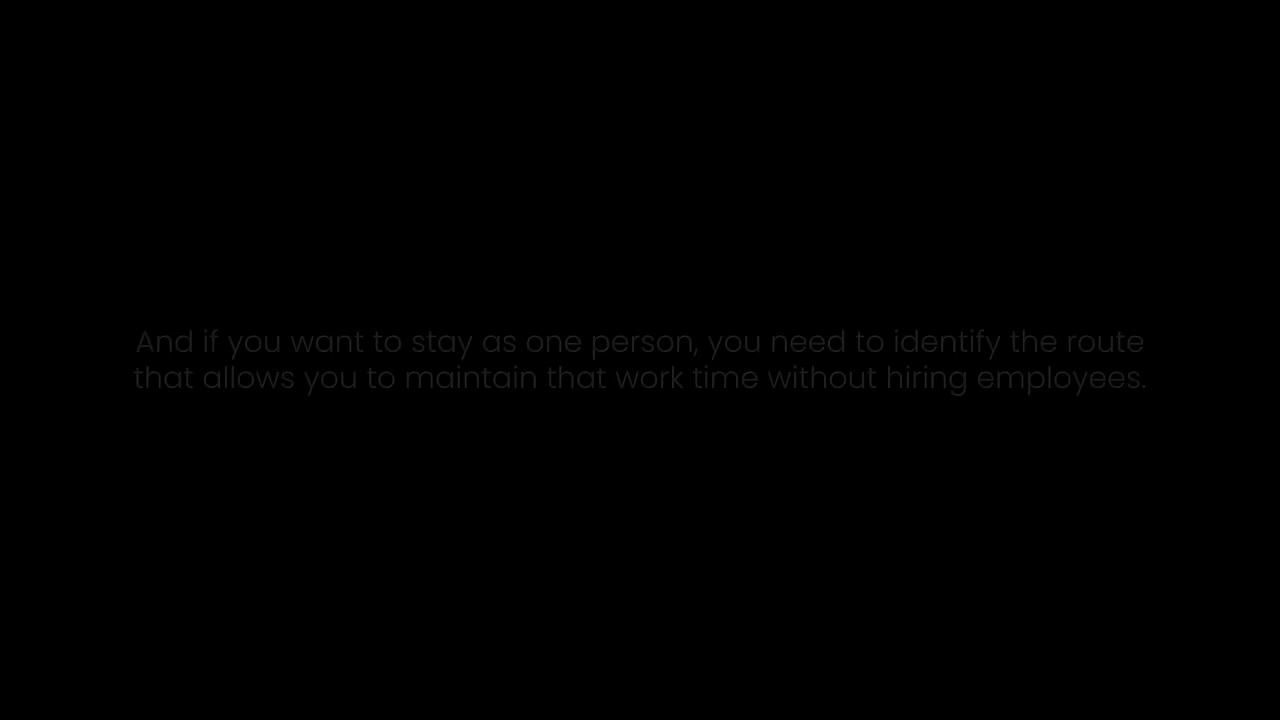 And if you want to stay as one person, you need to identify the route
that allows you to maintain that work time without hiring employees.